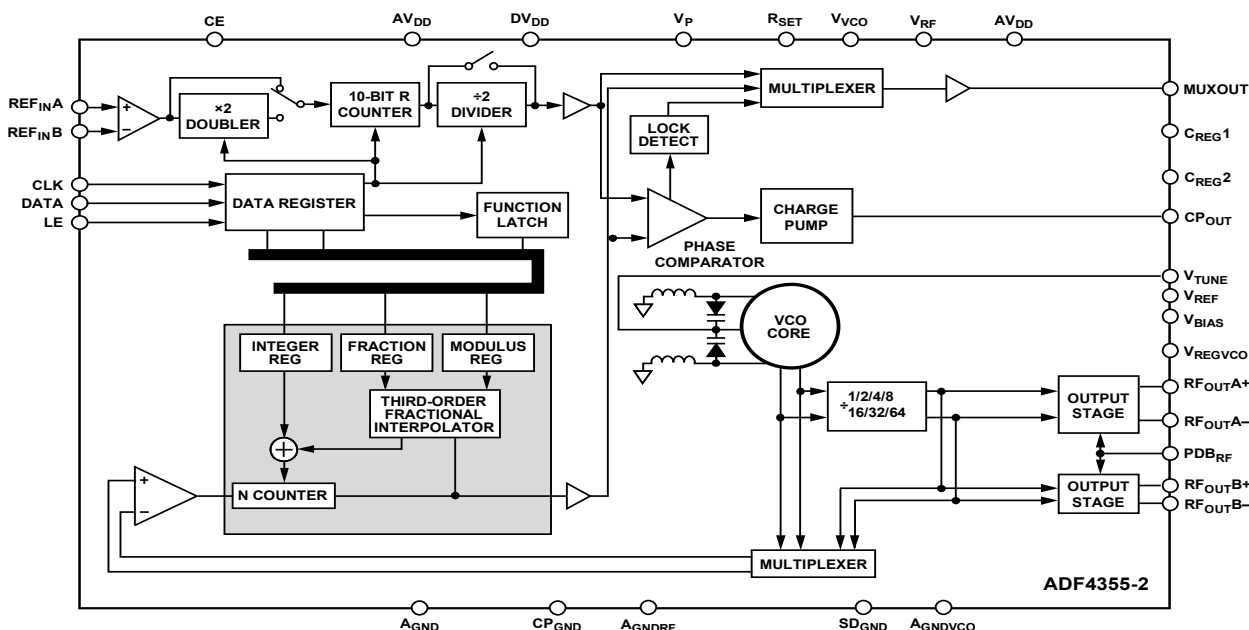 CE AVDD DVDD VP RSET VVCO VRF AVDD
REFINA
REFINB
+
−
×2
DOUBLER
10-BIT R
COUNTER
÷2
DIVIDER
MULTIPLEXER
MUXOUT
LOCK
DETECT
CREG1
CREG2
CLK
DATA
LE
DATA REGISTER
FUNCTION
LATCH
PHASE
COMPARATOR
CHARGE
PUMP
CPOUT
VTUNE
VREF
VBIAS
VREGVCO
VCO
CORE
INTEGER
REG
FRACTION
REG
MODULUS
REG
THIRD-ORDER
FRACTIONAL
INTERPOLATOR
+
N COUNTER
+
−
÷1/2/4/8
16/32/64
OUTPUT
STAGE
RFOUTA+
RFOUTA–
PDBRF
OUTPUT
STAGE
RFOUTB+
RFOUTB–
MULTIPLEXER
ADF4355-2
AGND CPGND AGNDRF SDGND AGNDVCO